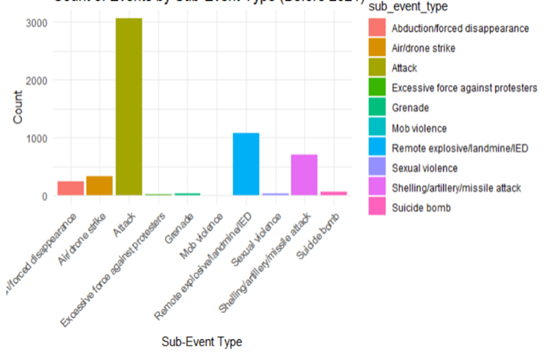 Count of Events by Sub-Event Type (Before 2021)
sub_event_type
Abduction/forced disappearance
Air/drone strike
Attack
Excessive force against protesters
Grenade
Mob violence
Remote explosive/landmine/IED
Sexual violence
Shelling/artillery/missile attack
Suicide bomb
3000
2000
1000
0
Count
n/forced disappearance
Air/drone strike
Attack
Excessive force against protesters
Grenade
Mob violence
Remote explosive/landmine/IED
Sexual violence
Shelling/artillery/missile attack
Suicide bomb
Sub-Event Type